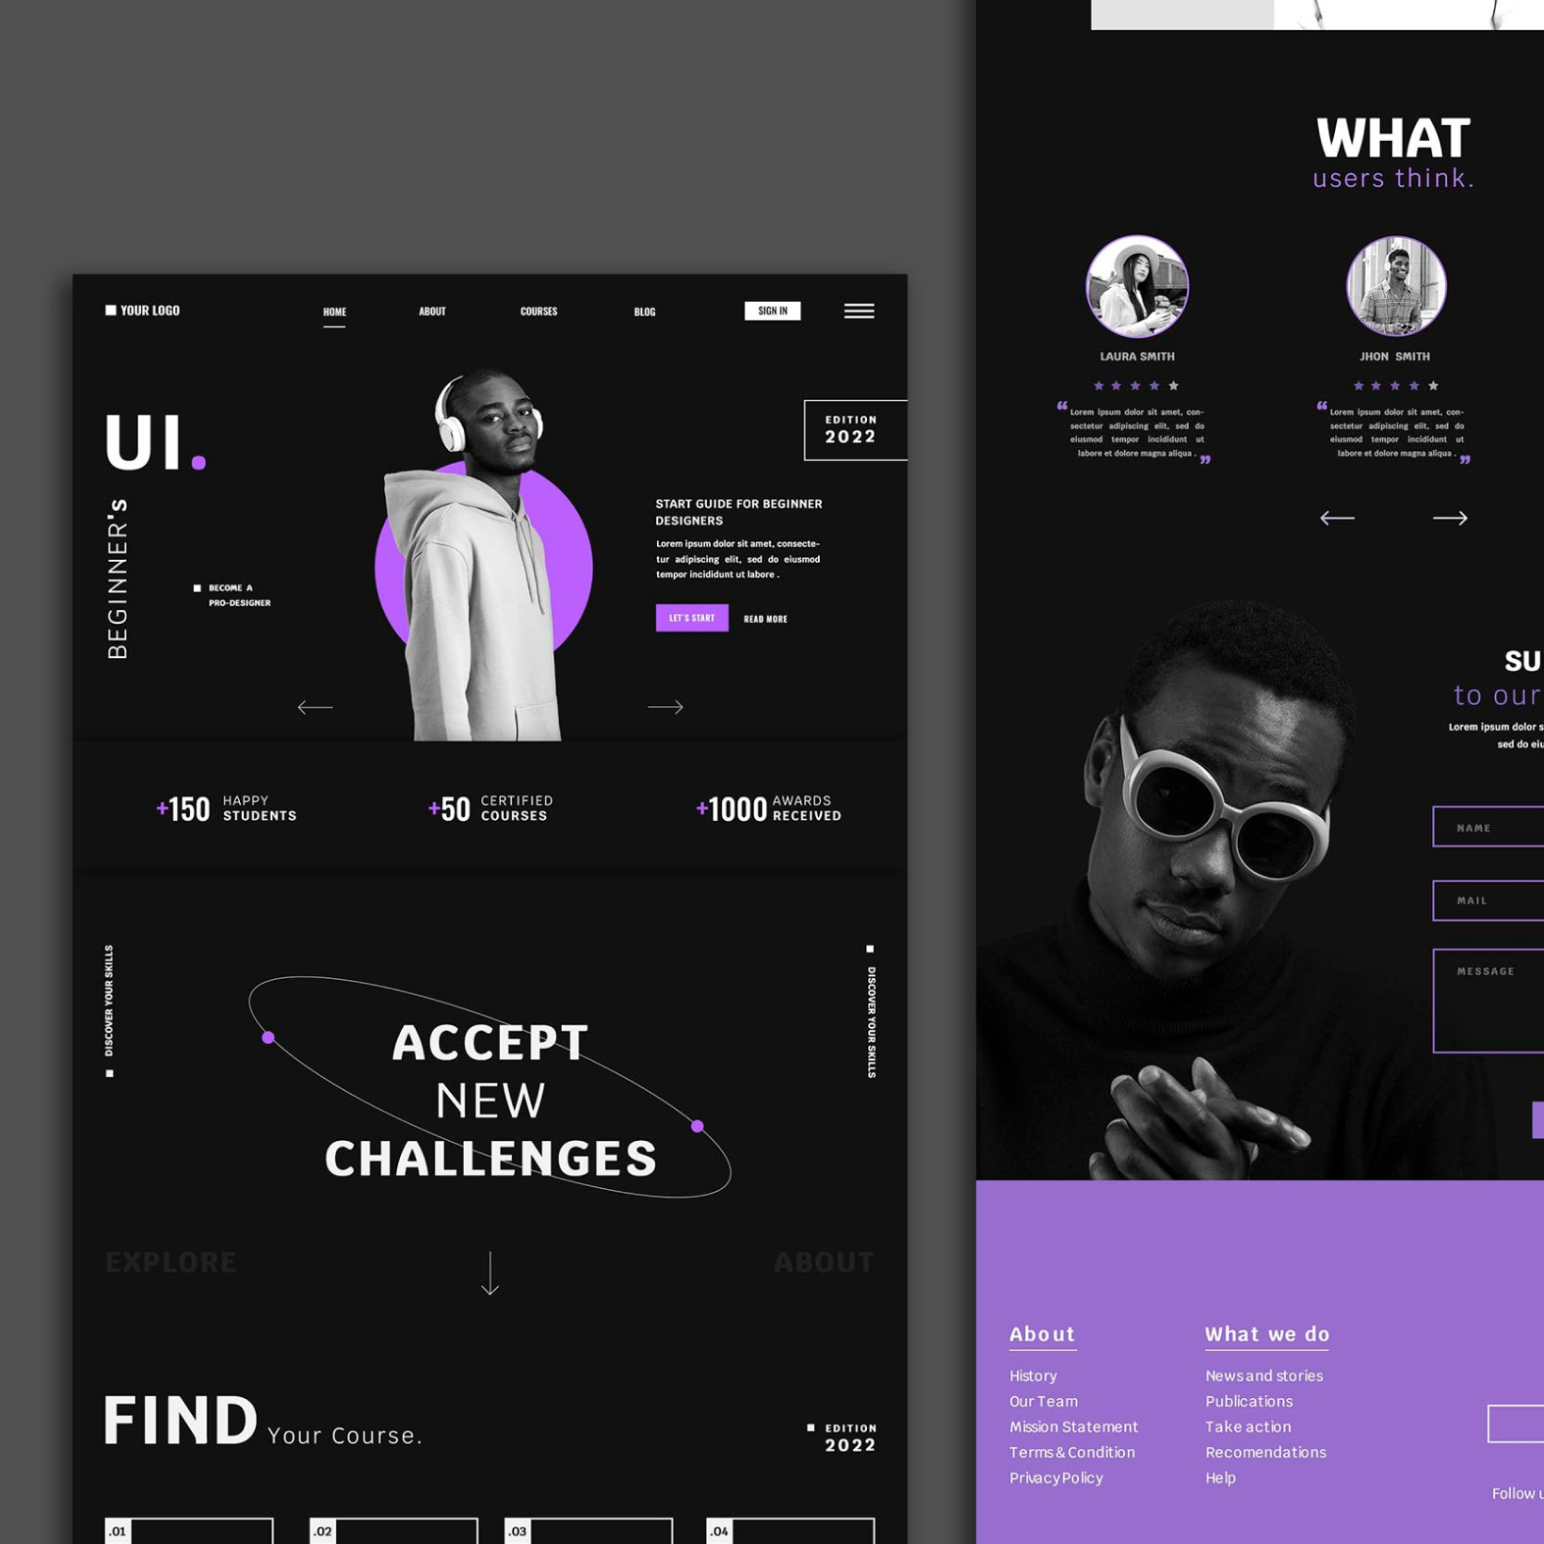 YOUR LOGO
HOME
ABOUT
COURSES
BLOG
SIGN IN
UI.
BEGINNER's
BECOME A
PRO-DESIGNER
EDITION
2022
START GUIDE FOR BEGINNER
DESIGNERS
Lorem ipsum dolor sit amet, consecte-
tur adipiscing elit, sed do eiusmod
tempor incididunt ut labore .
LET'S START
READ MORE
+150 HAPPY
STUDENTS
+50 CERTIFIED
COURSES
+1000 AWARDS
RECEIVED
DISCOVER YOUR SKILLS
DISCOVER YOUR SKILLS
ACCEPT
NEW
CHALLENGES
EXPLORE
ABOUT
FIND Your Course.
EDITION
2022
.01
.02
.03
.04
WHAT
users think.
LAURA SMITH
“ Lorem ipsum dolor sit amet, con-
sectetur adipiscing elit, sed do
eiusmod tempor incididunt ut
labore et dolore magna aliqua . ”
JHON SMITH
“ Lorem ipsum dolor sit amet, con-
sectetur adipiscing elit, sed do
eiusmod tempor incididunt ut
labore et dolore magna aliqua . ”
SU
to our
Lorem ipsum dolor s
sed do eiu
NAME
MAIL
MESSAGE
About
History
Our Team
Mission Statement
Terms & Condition
Privacy Policy
What we do
News and stories
Publications
Take action
Recomendations
Help
Follow u